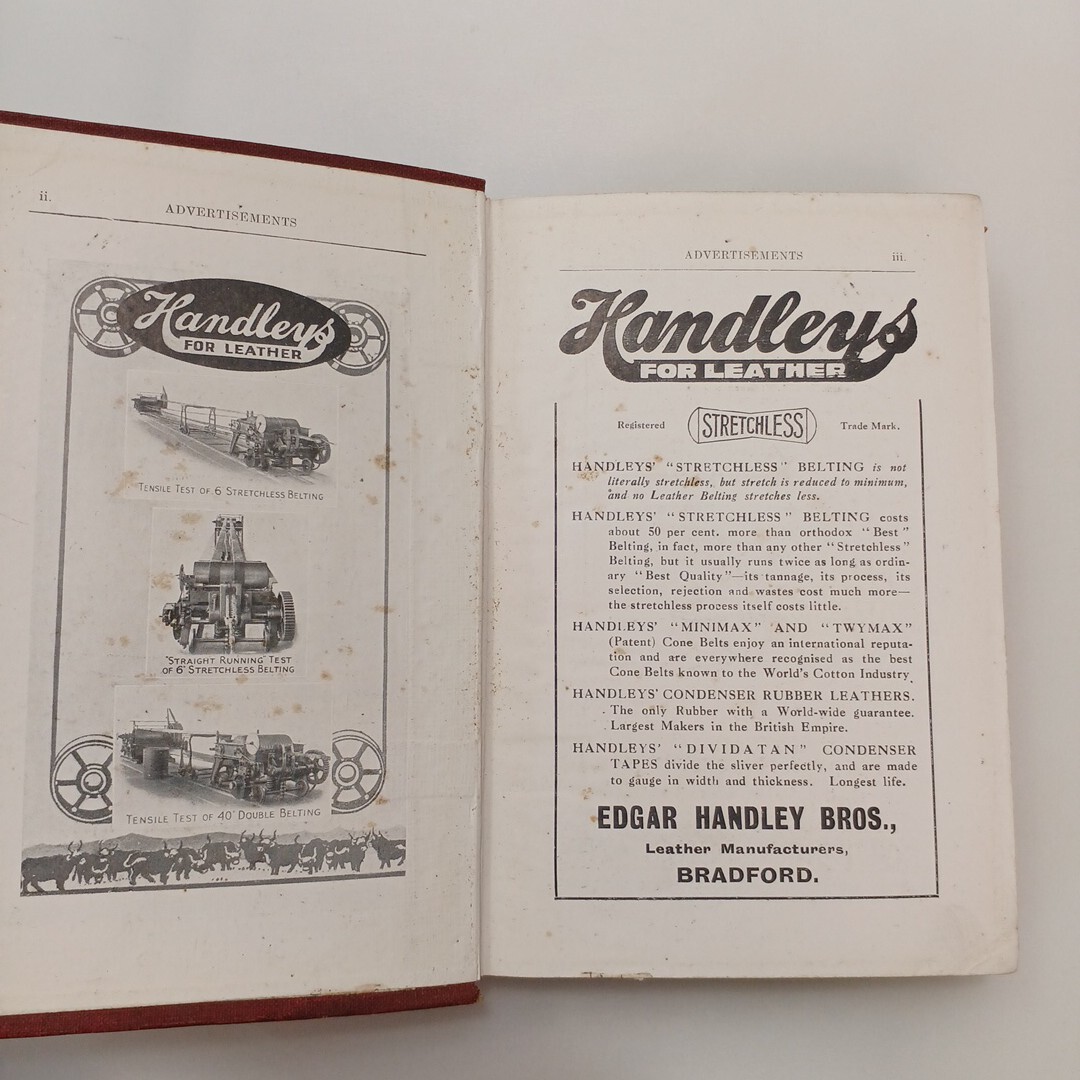 ii.
ADVERTISEMENTS
Handleys
FOR LEATHER
TENSILE TEST OF 6 STRETCHLESS BELTING
"STRAIGHT RUNNING" TEST
OF 6" STRETCHLESS BELTING
TENSILE TEST OF 40" DOUBLE BELTING
ADVERTISEMENTS iii.
Handleys
FOR LEATHER
Registered STRETCHLESS Trade Mark.
HANDLEYS' "STRETCHLESS" BELTING is not
literally stretchless, but stretch is reduced to minimum,
and no Leather Belting stretches less.
HANDLEYS' "STRETCHLESS" BELTING costs
about 50 per cent. more than orthodox "Best"
Belting, in fact, more than any other "Stretchless"
Belting, but it usually runs twice as long as ordin-
ary "Best Quality"—its tannage, its process, its
selection, rejection and wastes cost much more—
the stretchless process itself costs little.
HANDLEYS' "MINIMAX" AND "TWYMAX"
(Patent) Cone Belts enjoy an international reputa-
tion and are everywhere recognised as the best
Cone Belts known to the World's Cotton Industry.
HANDLEYS' CONDENSER RUBBER LEATHERS.
The only Rubber with a World-wide guarantee.
Largest Makers in the British Empire.
HANDLEYS' "DIVIDATAN" CONDENSER
TAPES divide the sliver perfectly, and are made
to gauge in width and thickness. Longest life.
EDGAR HANDLEY BROS.,
Leather Manufacturers,
BRADFORD.